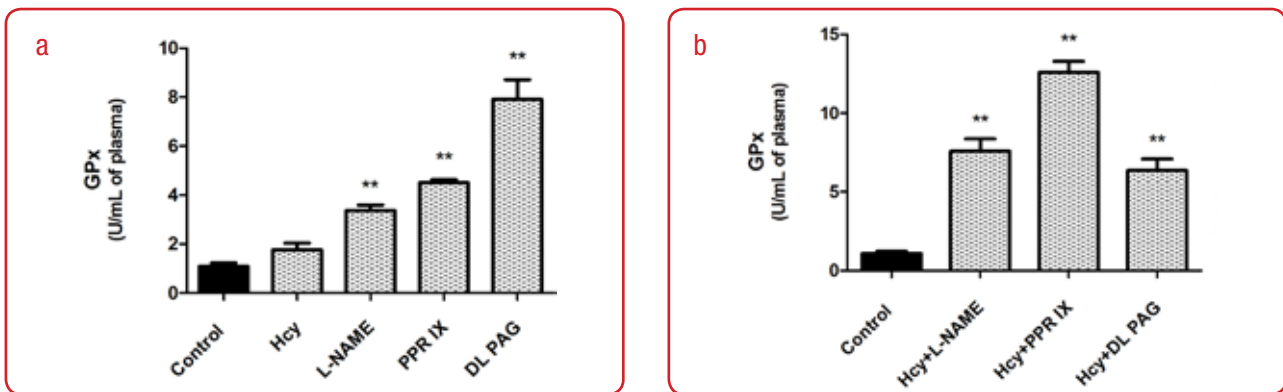 a
GPx
(U/mL of plasma)
10
8
6
4
2
0
**
**
**
Control
Hcy
L-NAME
PPR IX
DL PAG
b
GPx
(U/mL of plasma)
15
10
5
0
**
**
**
Control
Hcy+L-NAME
Hcy+PPR IX
Hcy+DL PAG